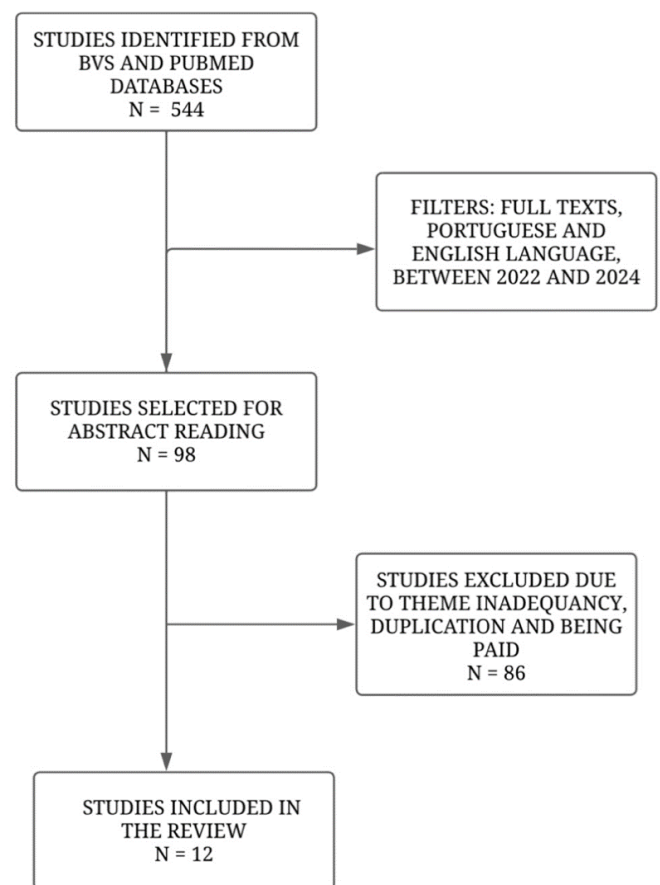 STUDIES IDENTIFIED FROM
BVS AND PUBMED
DATABASES
N = 544
FILTERS: FULL TEXTS,
PORTUGUESE AND
ENGLISH LANGUAGE,
BETWEEN 2022 AND 2024
STUDIES SELECTED FOR
ABSTRACT READING
N = 98
STUDIES EXCLUDED DUE
TO THEME INADEQUANCY,
DUPLICATION AND BEING
PAID
N = 86
STUDIES INCLUDED IN
THE REVIEW
N = 12